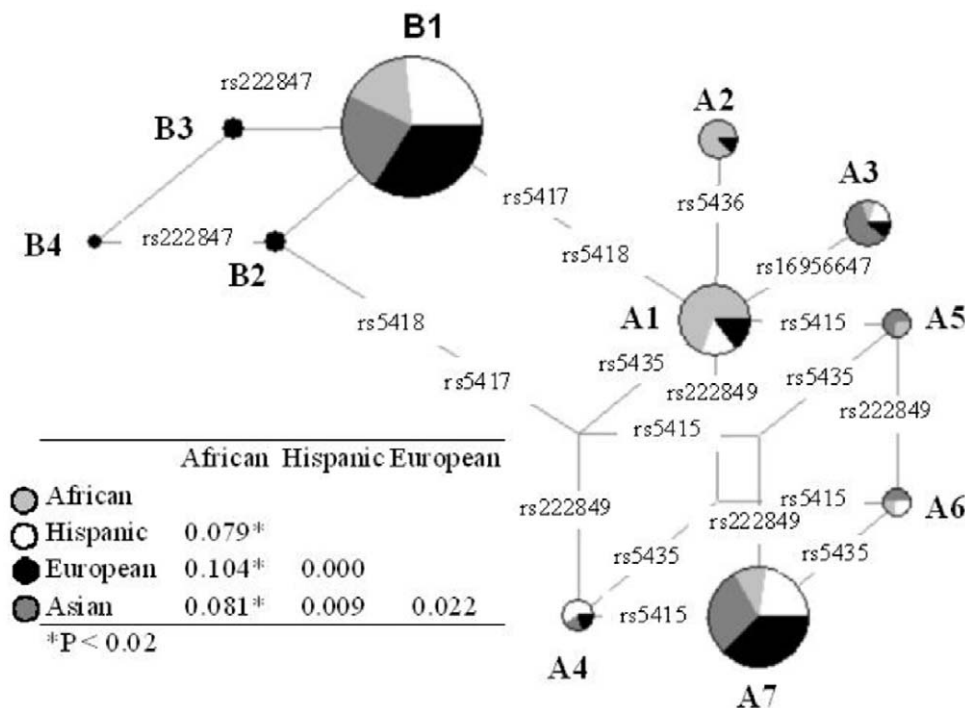 B1
rs222847
A2
B3
A3
rs5417
rs5436
B4
rs222847
B2
rs5418
rs16956647
A1
rs5415
A5
rs5418
rs5435
rs222849
rs5435
rs5417
rs222849
rs5415
African Hispanic European
African
Hispanic 0.079*
European 0.104* 0.000
Asian 0.081* 0.009 0.022
*P < 0.02
rs222849
rs5415
A6
rs222849
rs5435
rs5435
rs5415
A4
A7